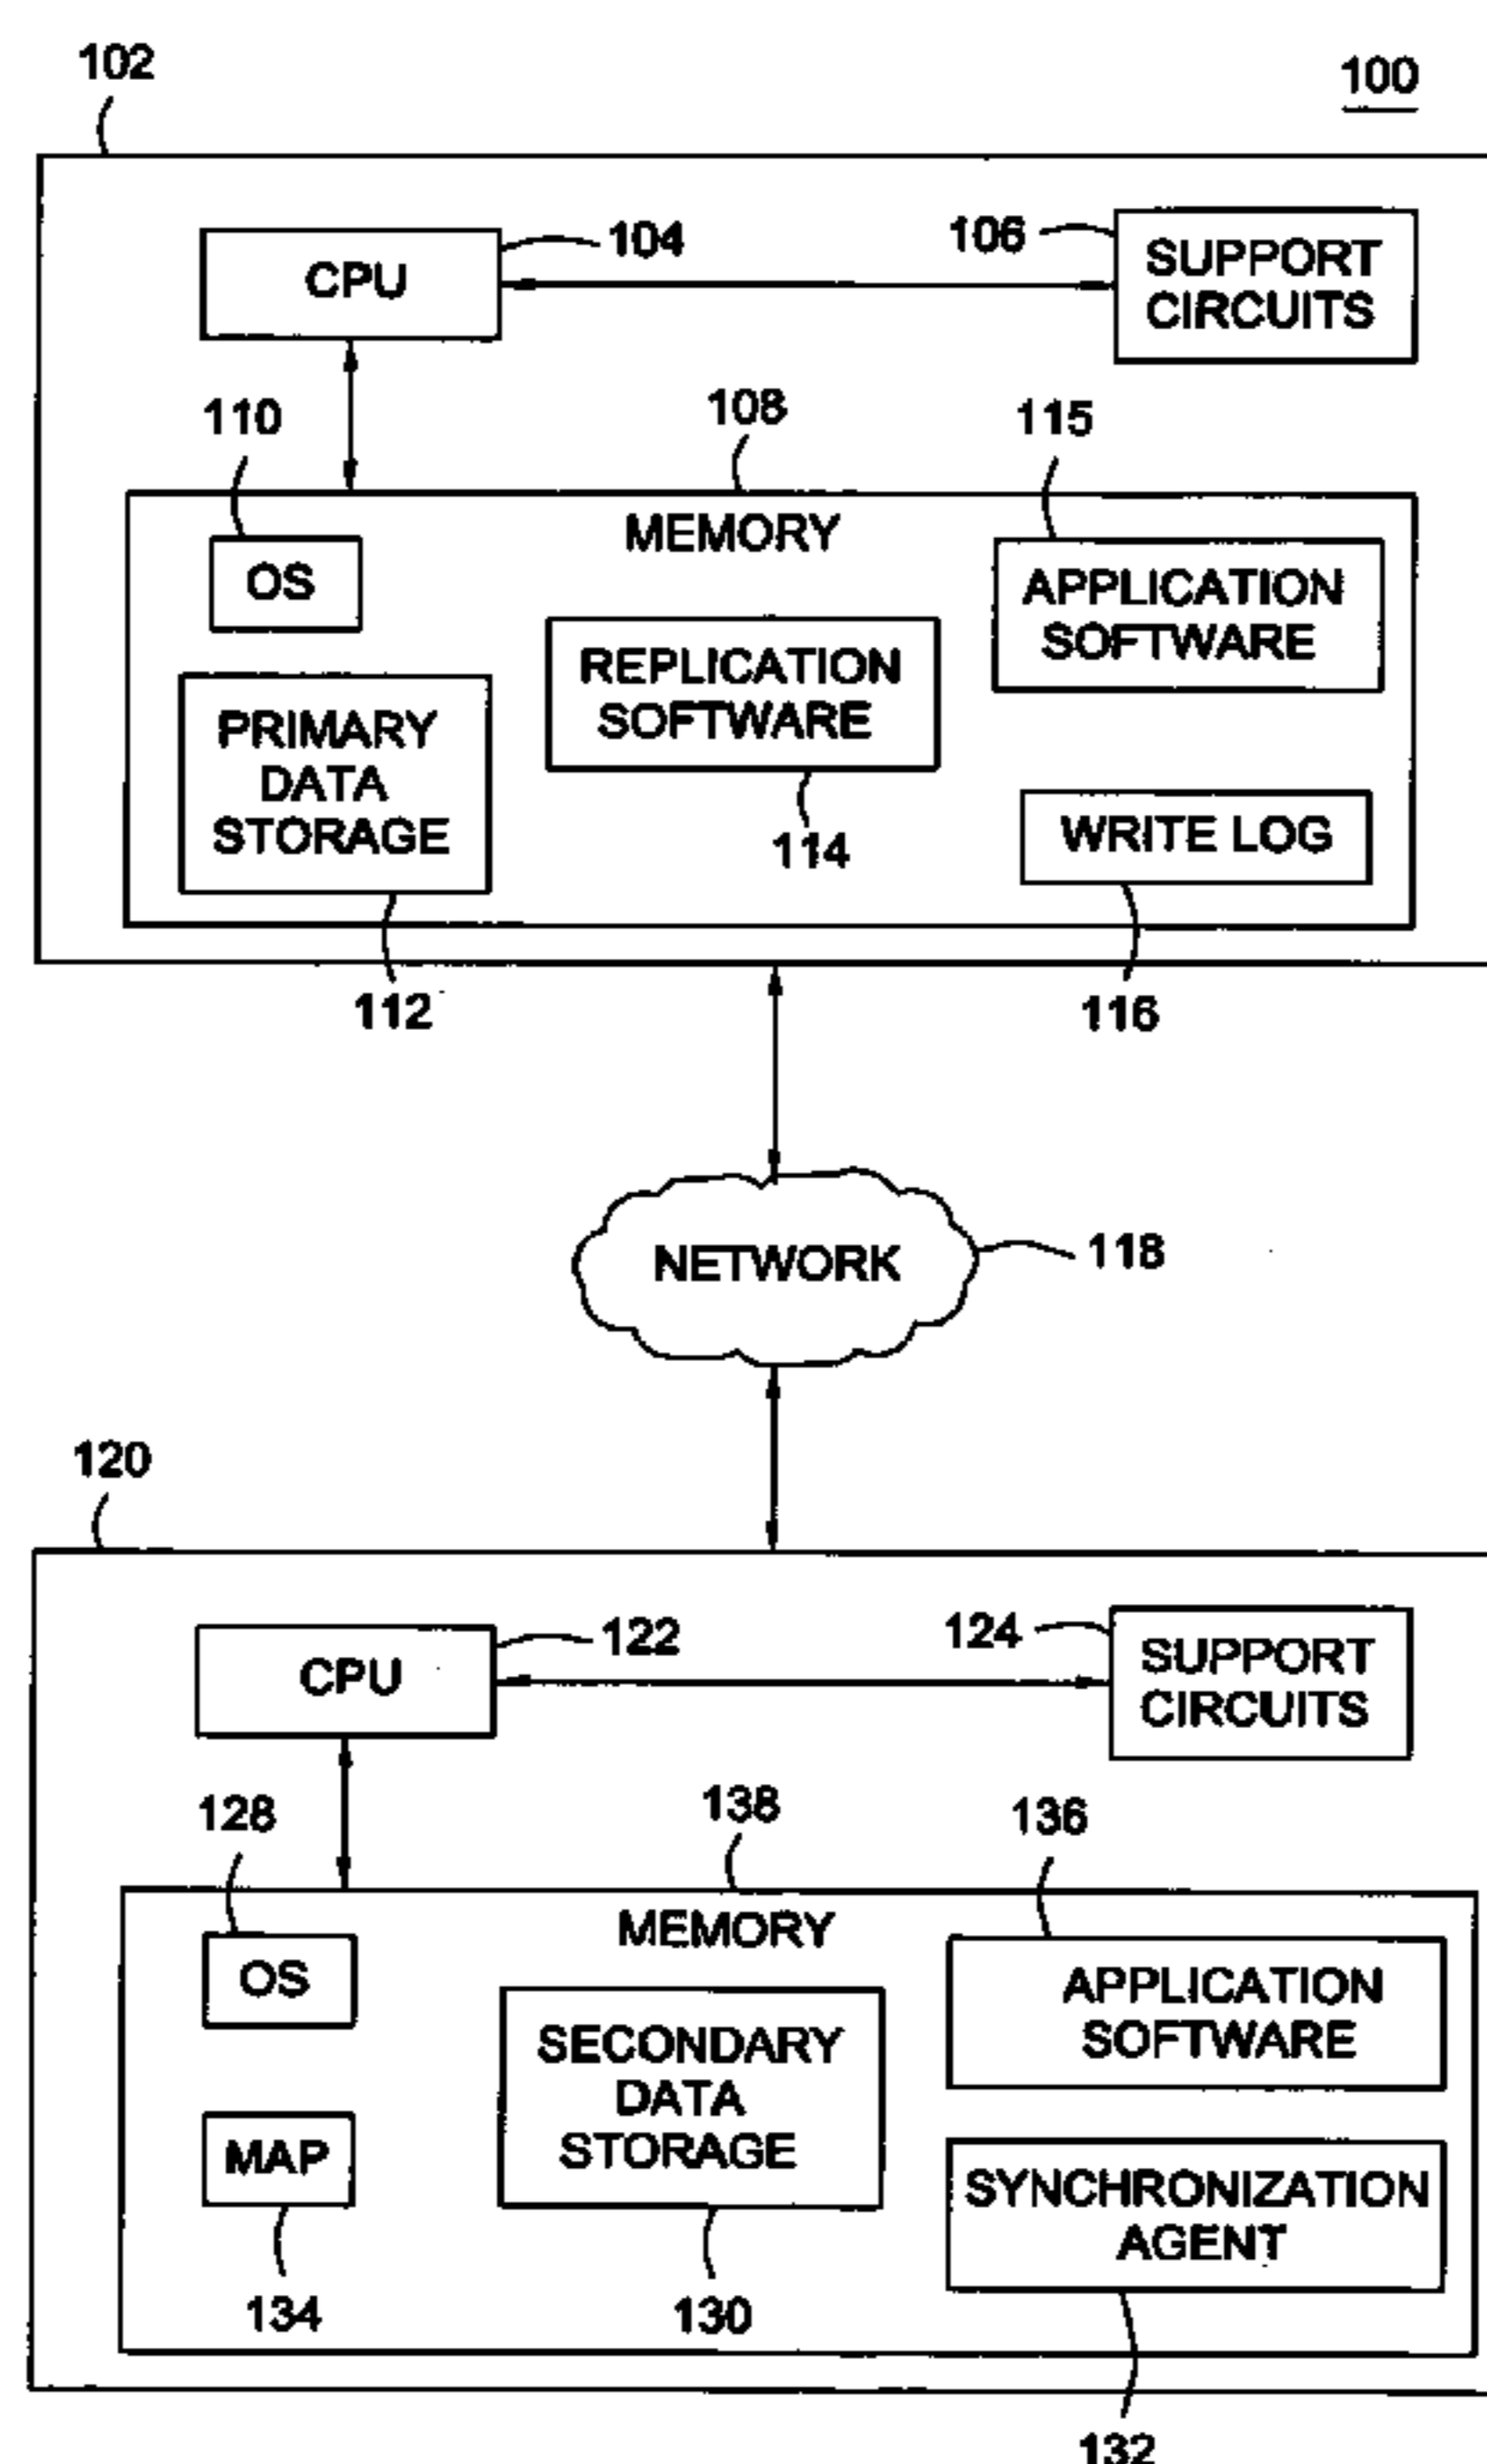 102
100
CPU
104
106
SUPPORT
CIRCUITS
110
108
115
MEMORY
OS
APPLICATION
SOFTWARE
REPLICATION
SOFTWARE
PRIMARY
DATA
STORAGE
WRITE LOG
114
112
116
NETWORK
118
120
CPU
122
124
SUPPORT
CIRCUITS
128
138
136
MEMORY
OS
APPLICATION
SOFTWARE
SECONDARY
DATA
STORAGE
MAP
SYNCHRONIZATION
AGENT
134
130
132